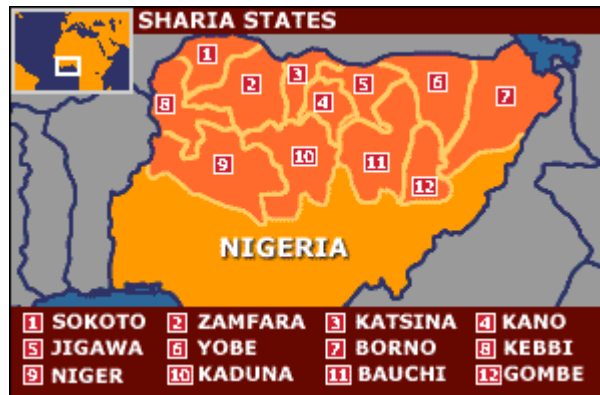 SHARIA STATES
1
2
3
4
5
6
7
8
9
10
11
12
NIGERIA
1 SOKOTO 2 ZAMFARA 3 KATSINA 4 KANO
5 JIGAWA 6 YOBE 7 BORNO 8 KEBBI
9 NIGER 10 KADUNA 11 BAUCHI 12 GOMBE